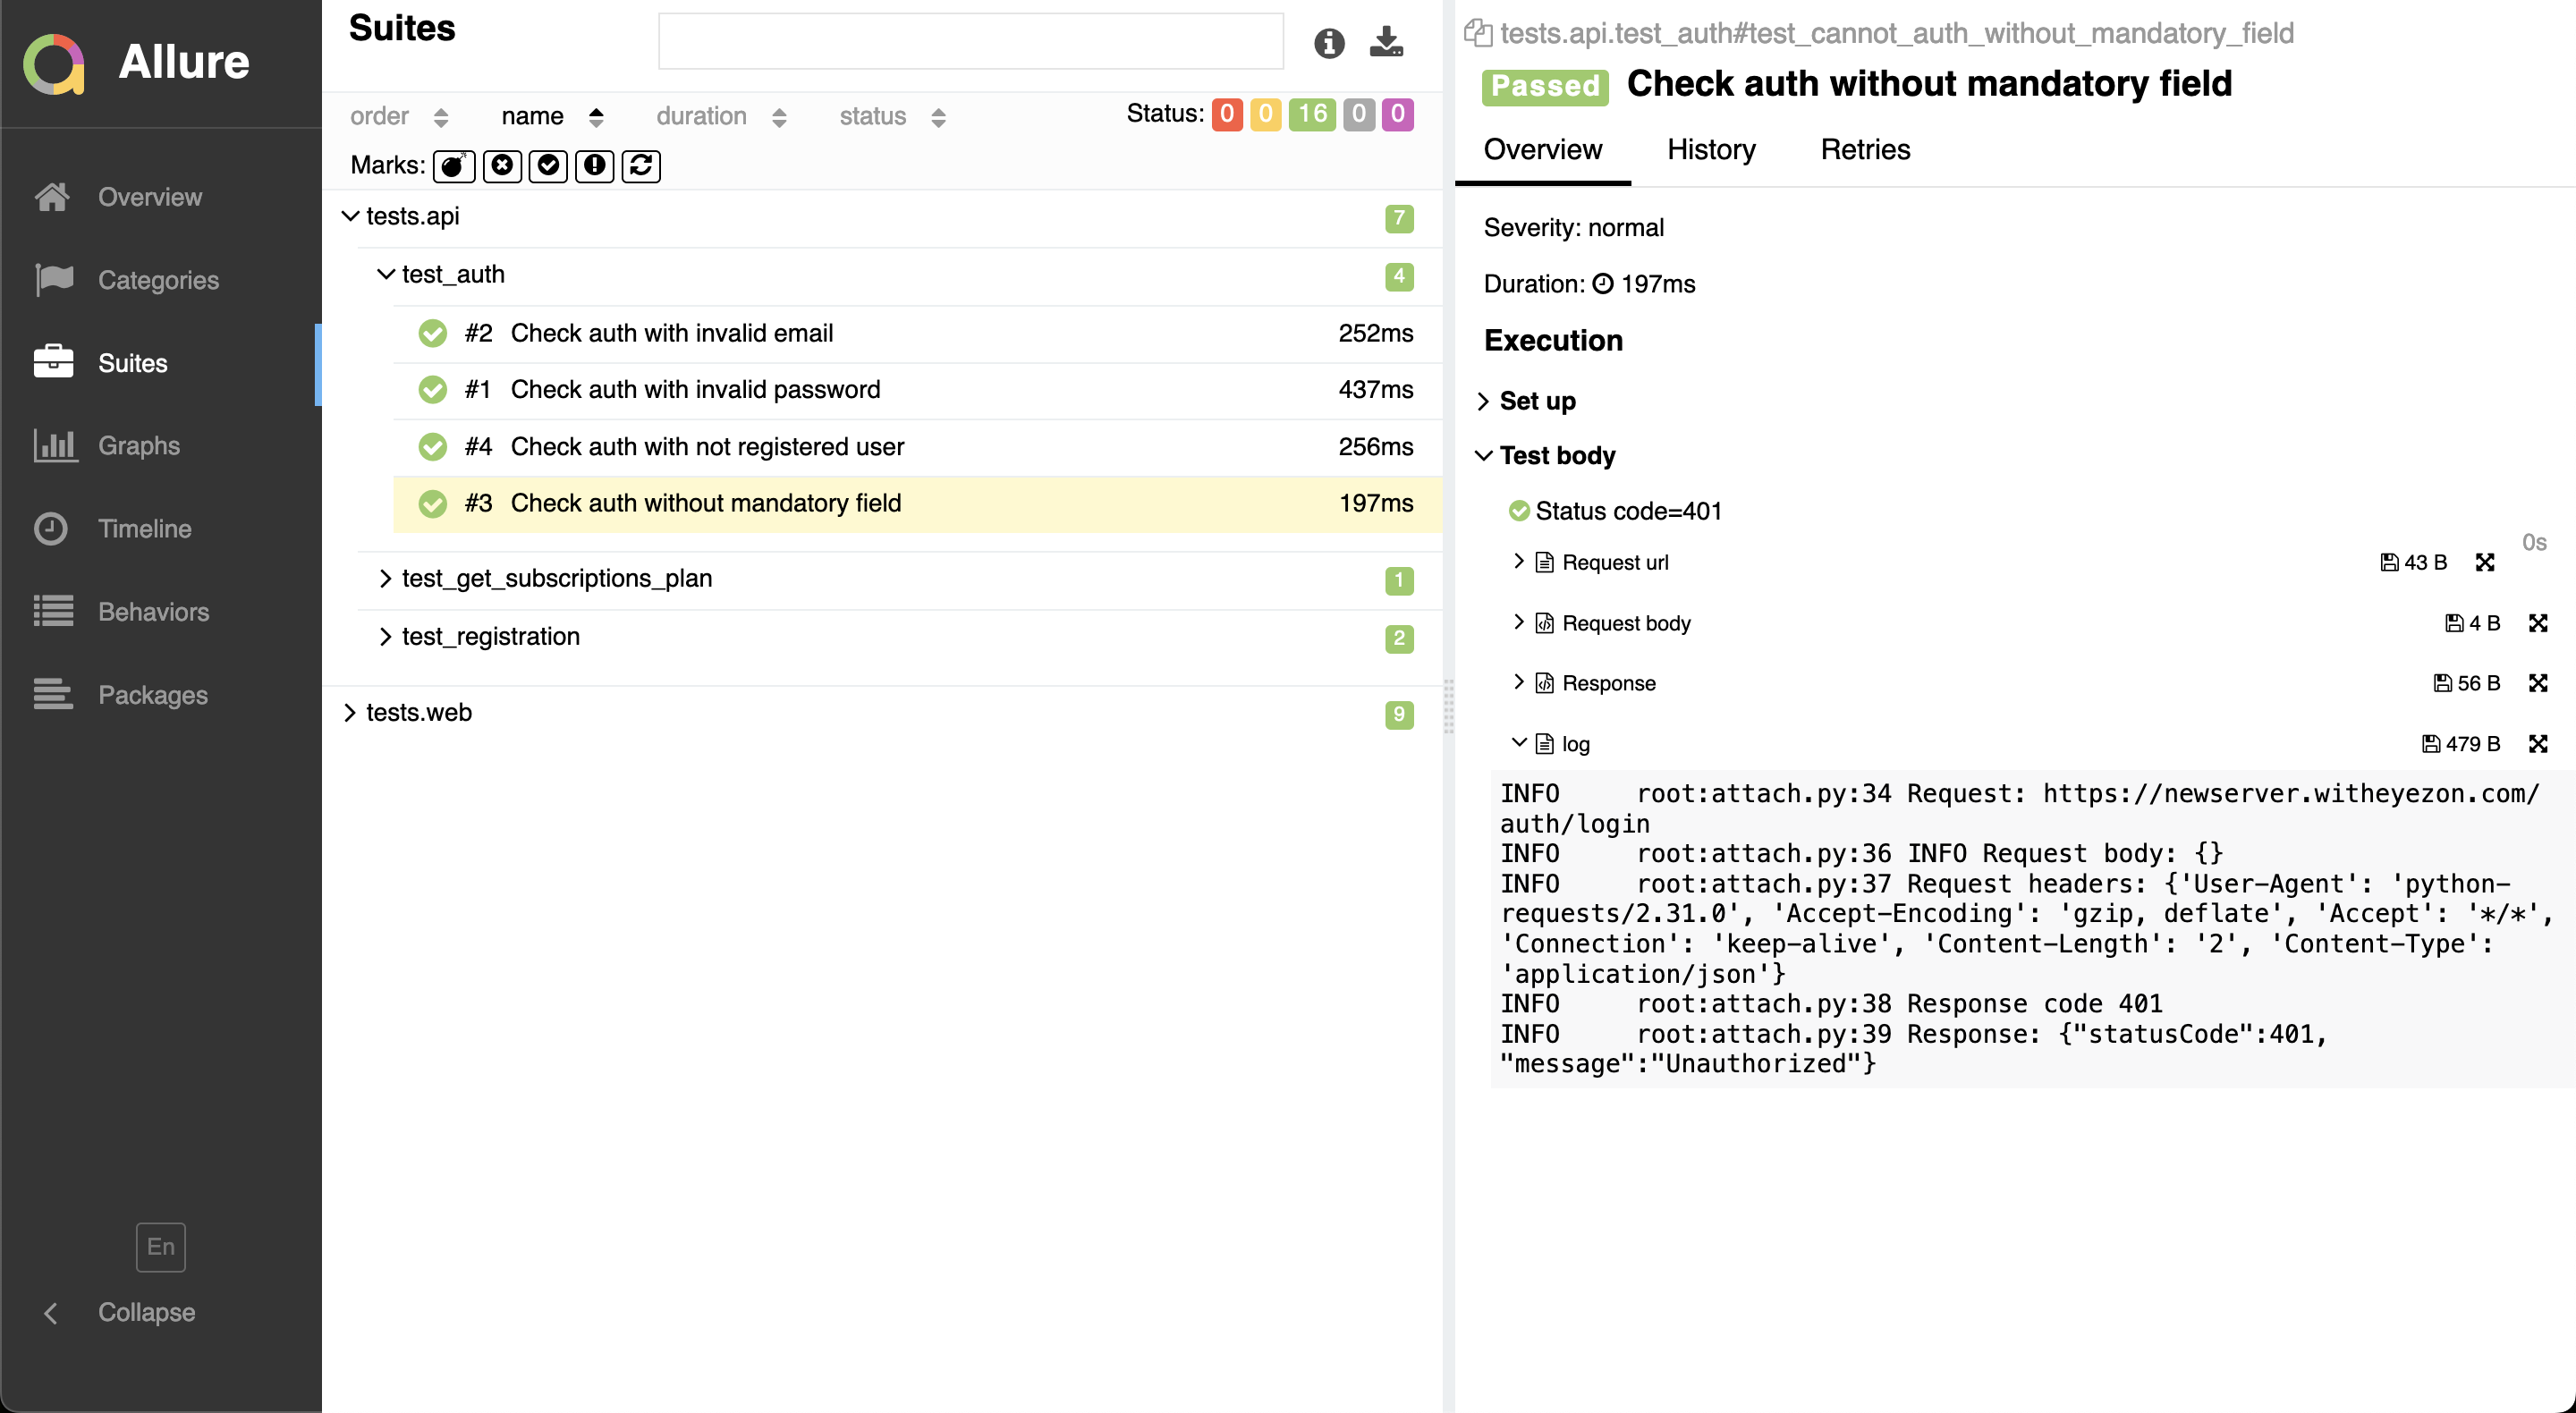 Allure
Overview
Categories
Suites
Graphs
Timeline
Behaviors
Packages
En
Collapse
Suites
order name duration status Status: 0 0 16 0 0
Marks:
tests.api 7
test_auth 4
#2 Check auth with invalid email 252ms
#1 Check auth with invalid password 437ms
#4 Check auth with not registered user 256ms
#3 Check auth without mandatory field 197ms
test_get_subscriptions_plan 1
test_registration 2
tests.web 9
tests.api.test_auth#test_cannot_auth_without_mandatory_field
Passed Check auth without mandatory field
Overview History Retries
Severity: normal
Duration: 197ms
Execution
Set up
Test body
Status code=401
0s
Request url 43 B
Request body 4 B
Response 56 B
log 479 B
INFO     root:attach.py:34 Request: https://newserver.witheyezon.com/
auth/login
INFO     root:attach.py:36 INFO Request body: {}
INFO     root:attach.py:37 Request headers: {'User-Agent': 'python-
requests/2.31.0', 'Accept-Encoding': 'gzip, deflate', 'Accept': '*/*',
'Connection': 'keep-alive', 'Content-Length': '2', 'Content-Type':
'application/json'}
INFO     root:attach.py:38 Response code 401
INFO     root:attach.py:39 Response: {"statusCode":401,
"message":"Unauthorized"}